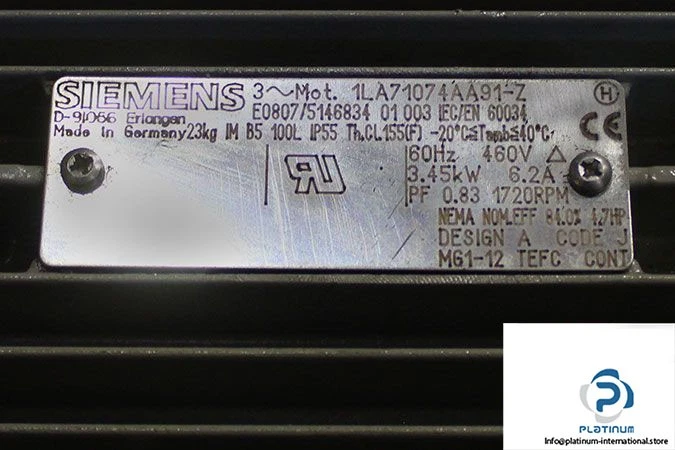 SIEMENS 3~Mot. 1LA71074AA91-Z H
D-91056 Erlangen E0807/5146834 01 003 IEC/EN 60034
Made in Germany 23kg IM B5 100L IP55 Th.CL.155(F) -20°C≤Tamb≤40°C CE
60Hz 460V △
3.45kW 6.2A
PF 0.83 1720RPM
NEMA NOM.EFF 84.0% 4.7HP
DESIGN A CODE J
MG1-12 TEFC CONT
PLATINUM
Info@platinum-international.store